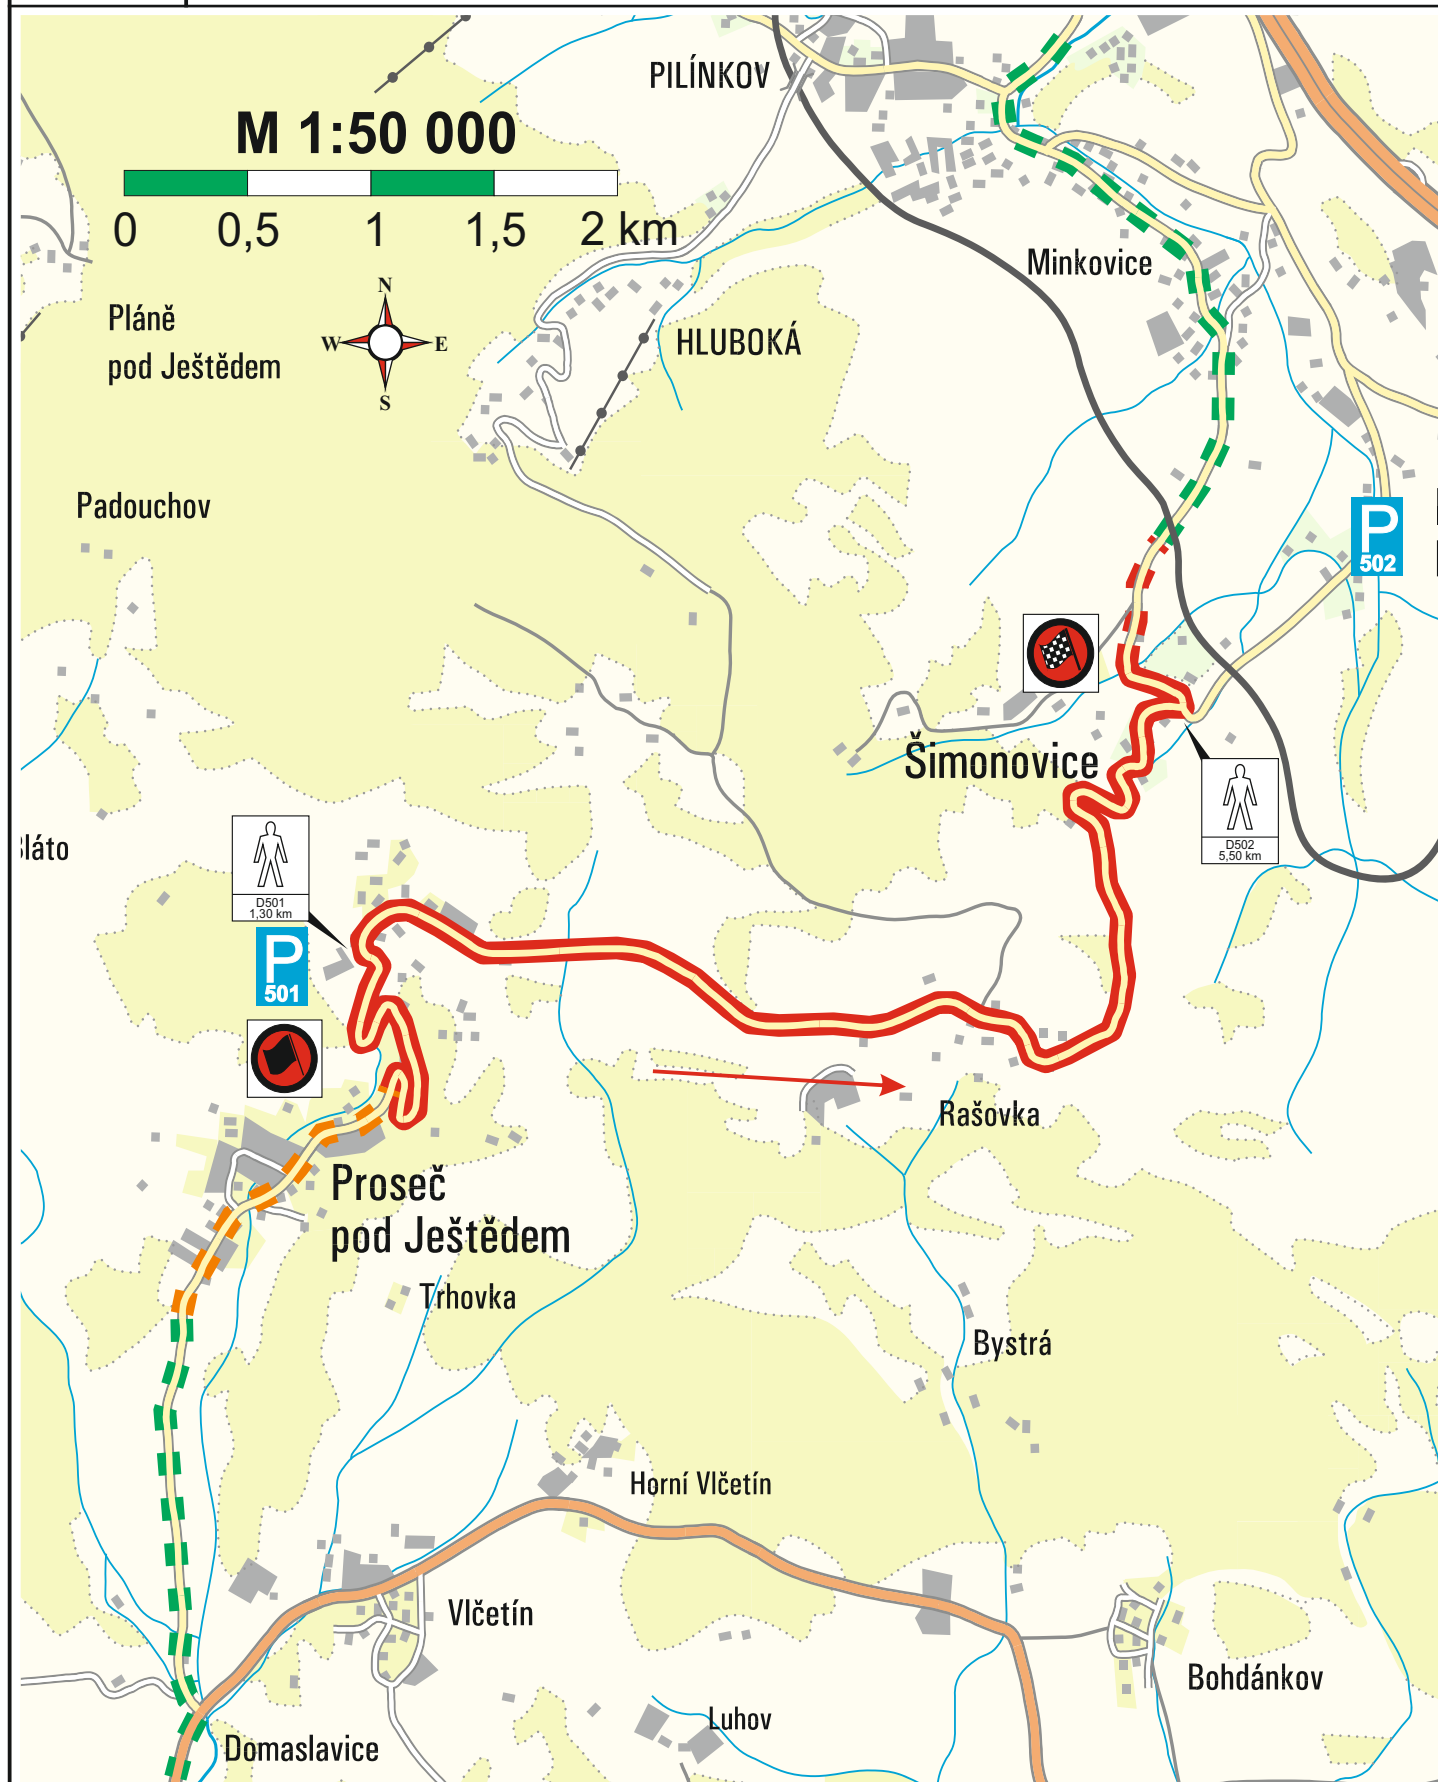 PILÍNKOV
M 1:50 000
0 0,5 1 1,5 2 km
Minkovice
N
W E
S
Pláně
pod Ještědem
HLUBOKÁ
Padouchov
P
502
Šimonovice
D502
5,50 km
láto
D501
1,30 km
P
501
Rašovka
Proseč
pod Ještědem
Trhovka
Bystrá
Horní Vlčetín
Vlčetín
Bohdánkov
Luhov
Domaslavice